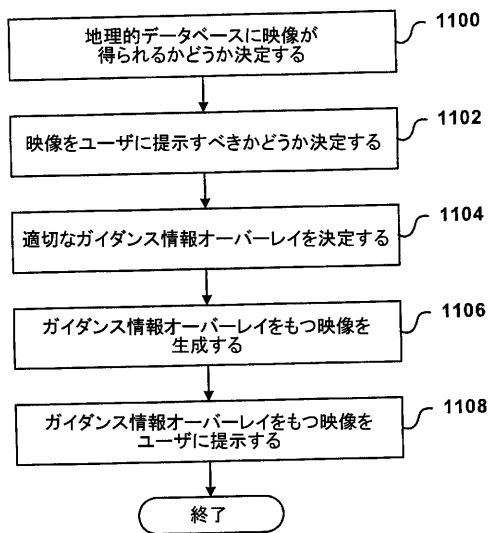 地理的データベースに映像が
得られるかどうか決定する
1100
映像をユーザに提示すべきかどうか決定する
1102
適切なガイダンス情報オーバーレイを決定する
1104
ガイダンス情報オーバーレイをもつ映像を
生成する
1106
ガイダンス情報オーバーレイをもつ映像を
ユーザに提示する
1108
終了